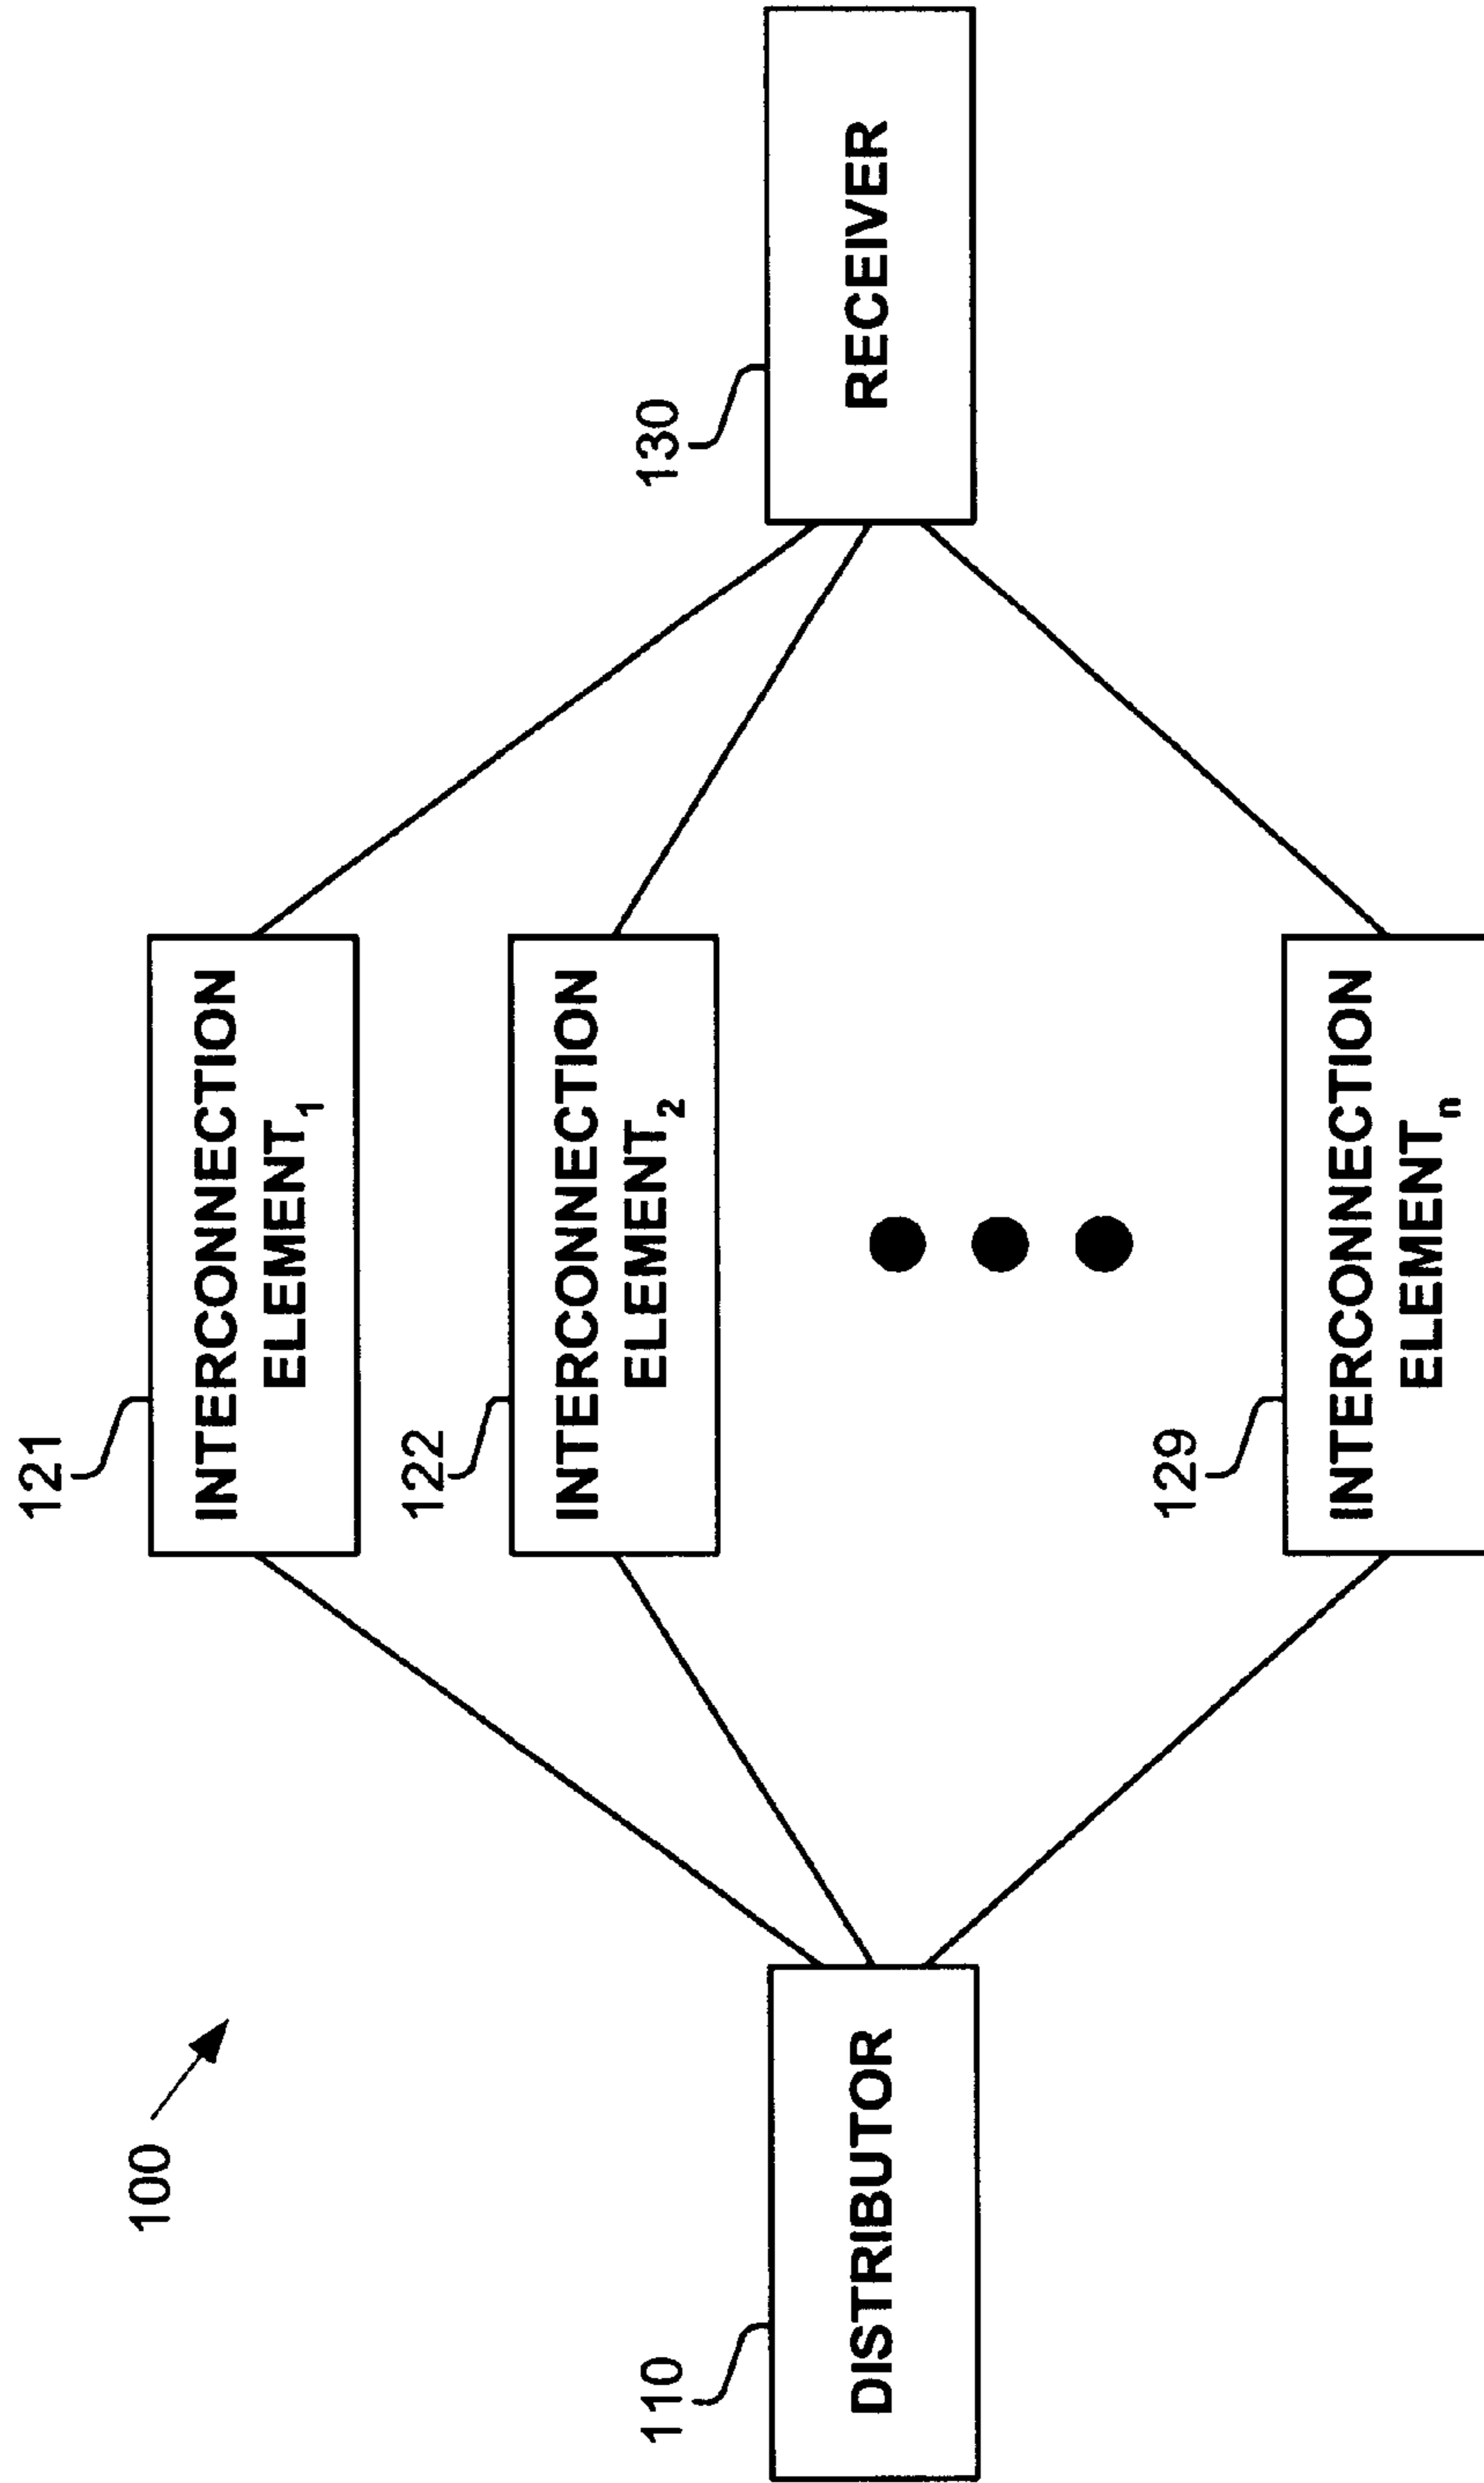 100
121
INTERCONNECTION
ELEMENT1
122
INTERCONNECTION
ELEMENT2
129
INTERCONNECTION
ELEMENTn
110
DISTRIBUTOR
130
RECEIVER